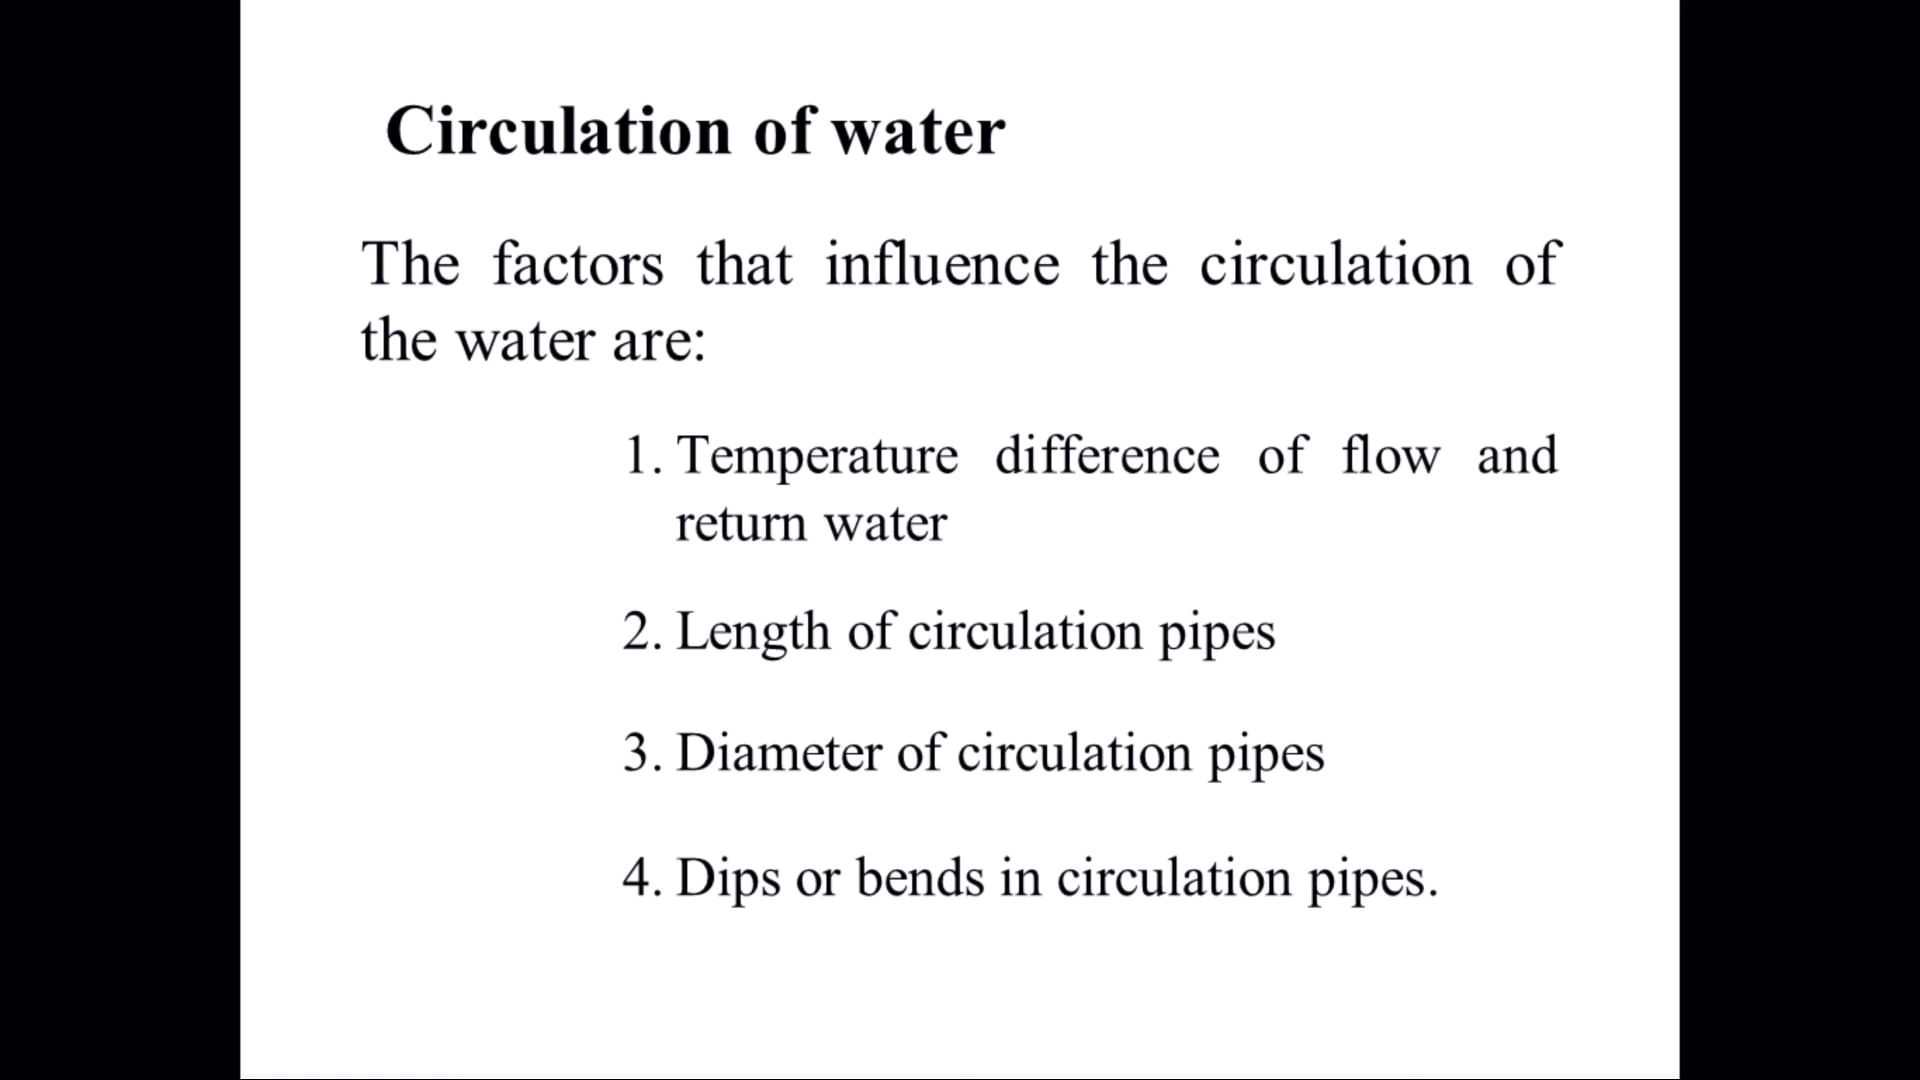 Circulation of water
The factors that influence the circulation of
the water are:
1. Temperature difference of flow and
return water
2. Length of circulation pipes
3. Diameter of circulation pipes
4. Dips or bends in circulation pipes.